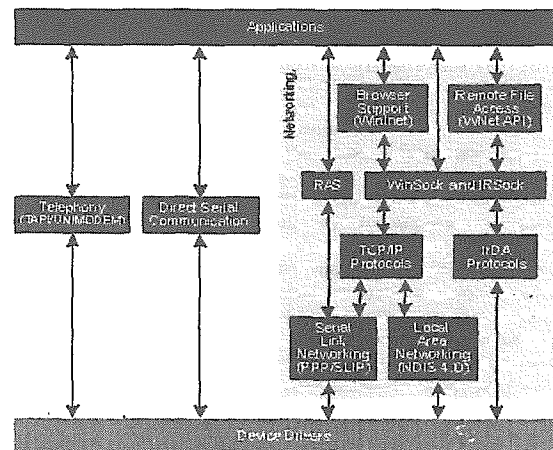 Applications
Networking
Browser
Support
(WinInet)
Remote File
Access
(WNet API)
RAS
WinSock and IRSock
Telephony
(TAPI/UNIMODEM)
Direct Serial
Communication
TCP/IP
Protocols
IrDA
Protocols
Serial
Link
Networking
(PPP/SLIP)
Local
Area
Networking
(NDIS 4.0)
Device Drivers